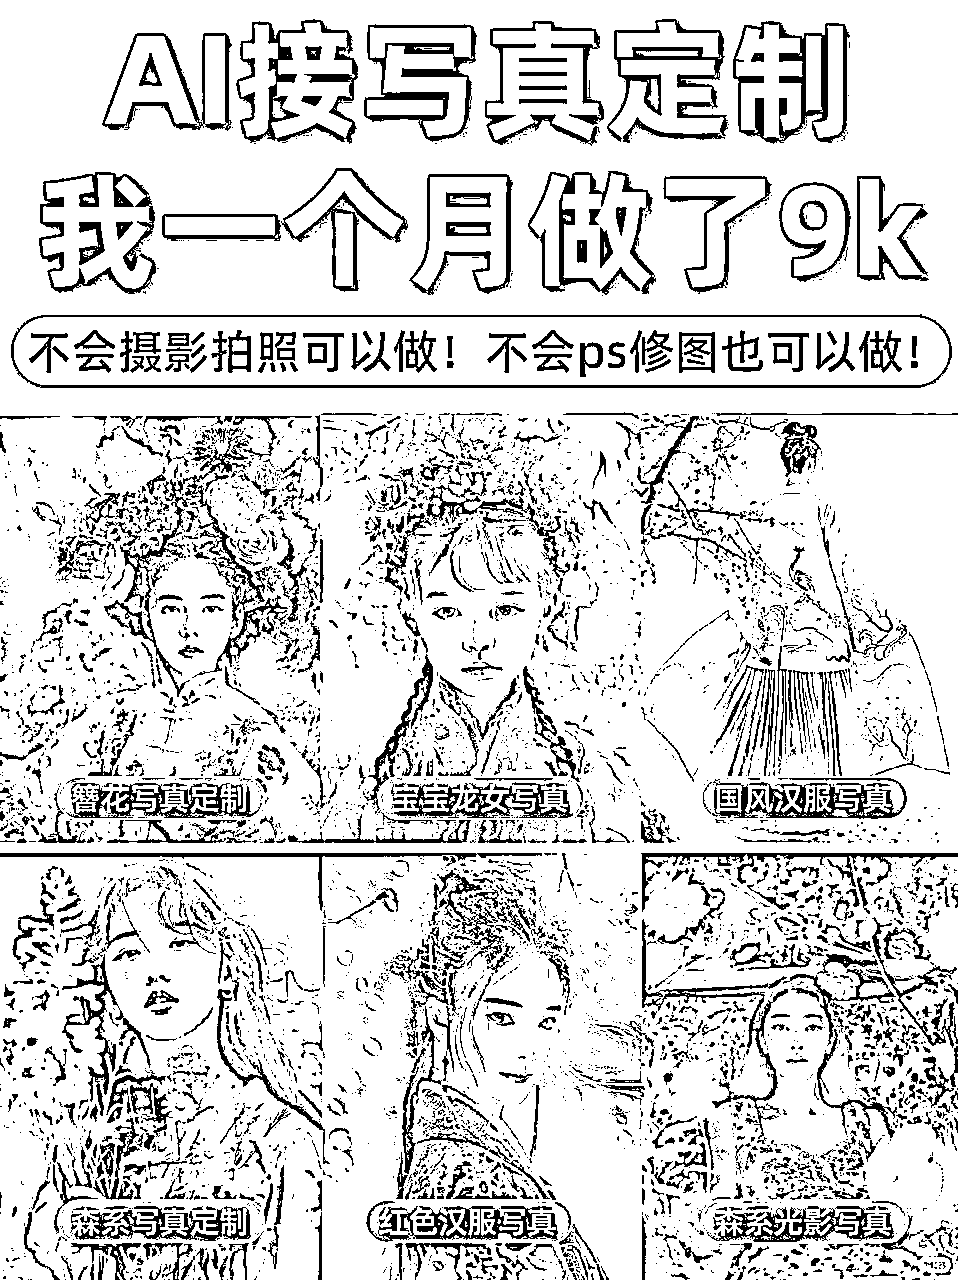 AI接写真定制
我一个月做了9k
不会摄影拍照可以做！不会ps修图也可以做！
簪花写真定制
宝宝龙女写真
国风汉服写真
森系写真定制
红色汉服写真
森系光影写真